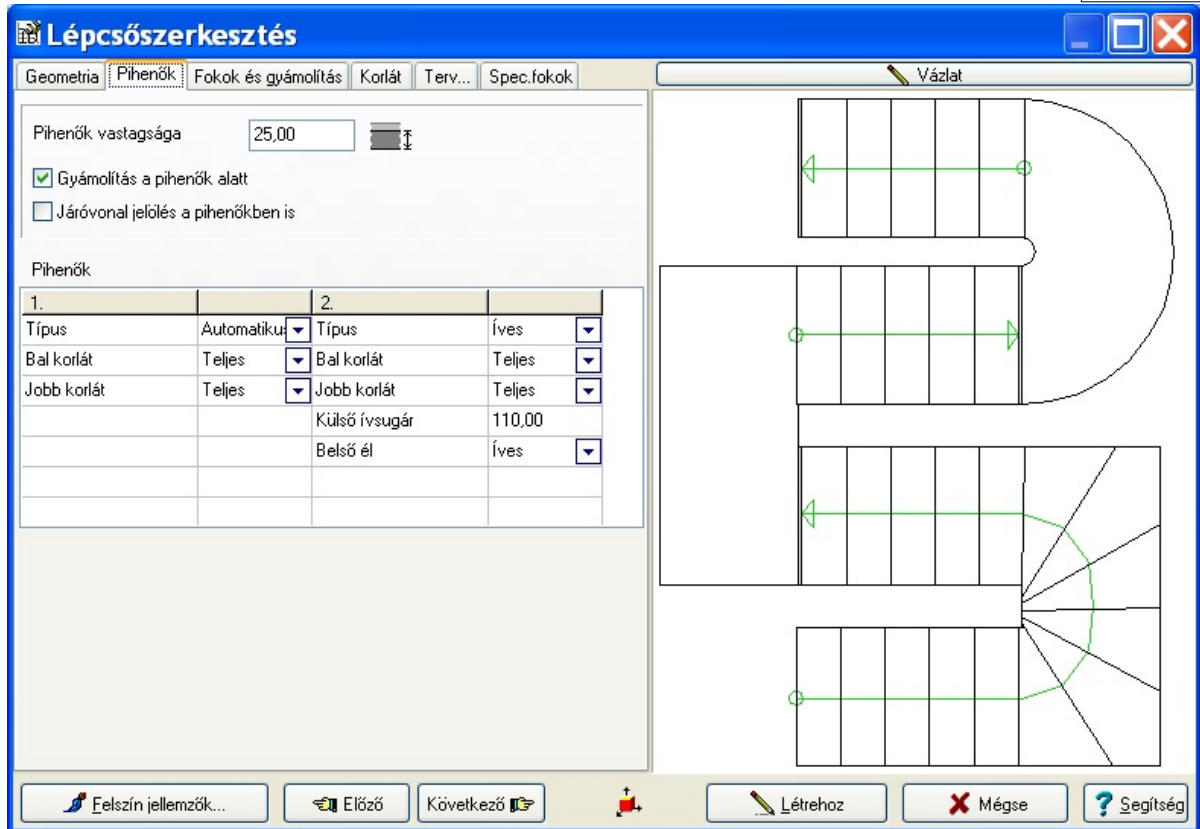 Lépcsőszerkesztés
Geometria Pihenők Fokok és gyámolítás Korlát Terv... Spec.fokok
Vázlat
Pihenők vastagsága 25,00
Gyámolítás a pihenők alatt
Járóvonal jelölés a pihenőkben is
Pihenők
1. 2.
Típus Automatiku Típus Íves
Bal korlát Teljes Bal korlát Teljes
Jobb korlát Teljes Jobb korlát Teljes
Külső ívsugár 110,00
Belső él Íves
Felszín jellemzők... Előző Következő Létrehoz Mégse Segítség